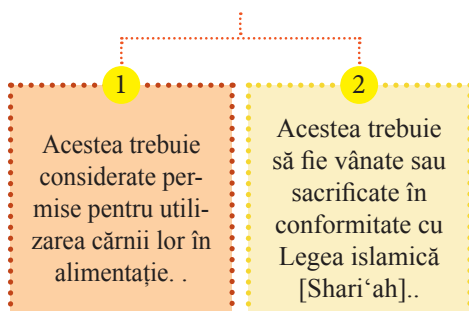 1
Acestea trebuie
considerate per-
mise pentru utili-
zarea cărnii lor în
alimentație. .
2
Acestea trebuie
să fie vânate sau
sacrificate în
conformitate cu
Legea islamică
[Shari‘ah]..